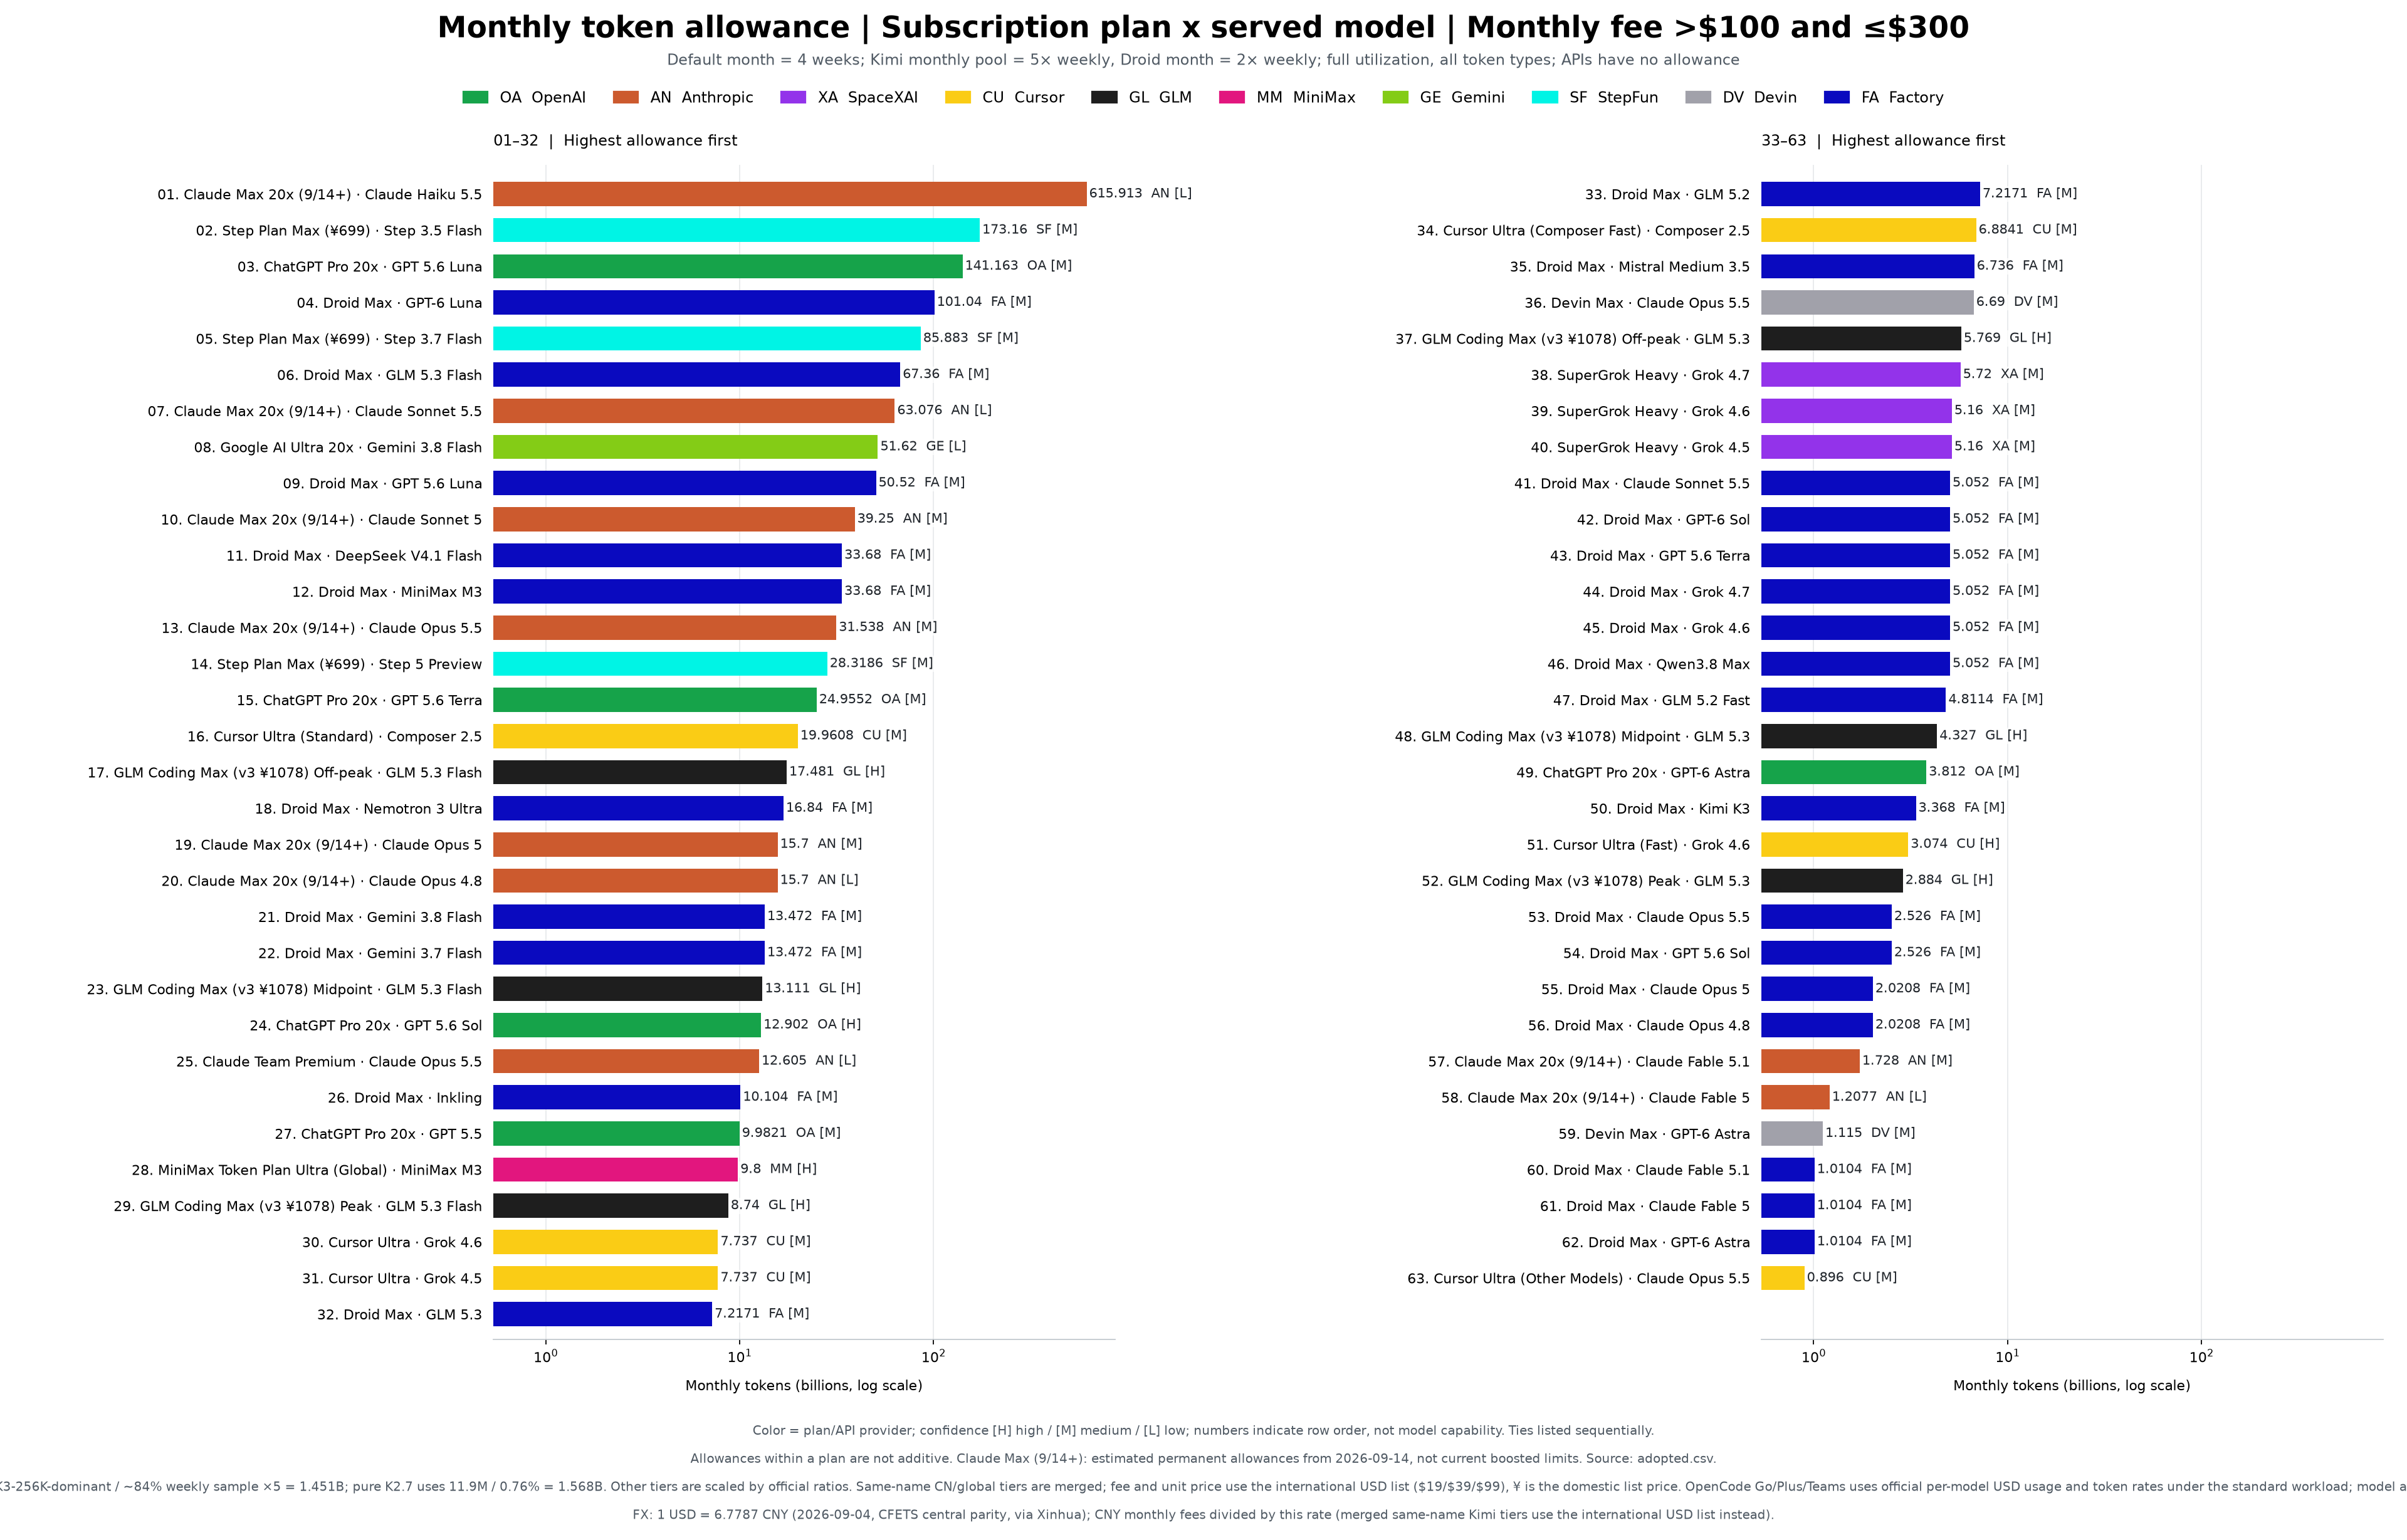 Monthly token allowance | Subscription plan x served model | Monthly fee >$100 and ≤$300
Default month = 4 weeks; Kimi monthly pool = 5× weekly, Droid month = 2× weekly; full utilization, all token types; APIs have no allowance
OA OpenAI AN Anthropic XA SpaceXAI CU Cursor GL GLM MM MiniMax GE Gemini SF StepFun DV Devin FA Factory
01–32 | Highest allowance first
01. Claude Max 20x (9/14+) · Claude Haiku 5.5 615.913 AN [L]
02. Step Plan Max (¥699) · Step 3.5 Flash 173.16 SF [M]
03. ChatGPT Pro 20x · GPT 5.6 Luna 141.163 OA [M]
04. Droid Max · GPT-6 Luna 101.04 FA [M]
05. Step Plan Max (¥699) · Step 3.7 Flash 85.883 SF [M]
06. Droid Max · GLM 5.3 Flash 67.36 FA [M]
07. Claude Max 20x (9/14+) · Claude Sonnet 5.5 63.076 AN [L]
08. Google AI Ultra 20x · Gemini 3.8 Flash 51.62 GE [L]
09. Droid Max · GPT 5.6 Luna 50.52 FA [M]
10. Claude Max 20x (9/14+) · Claude Sonnet 5 39.25 AN [M]
11. Droid Max · DeepSeek V4.1 Flash 33.68 FA [M]
12. Droid Max · MiniMax M3 33.68 FA [M]
13. Claude Max 20x (9/14+) · Claude Opus 5.5 31.538 AN [M]
14. Step Plan Max (¥699) · Step 5 Preview 28.3186 SF [M]
15. ChatGPT Pro 20x · GPT 5.6 Terra 24.9552 OA [M]
16. Cursor Ultra (Standard) · Composer 2.5 19.9608 CU [M]
17. GLM Coding Max (v3 ¥1078) Off-peak · GLM 5.3 Flash 17.481 GL [H]
18. Droid Max · Nemotron 3 Ultra 16.84 FA [M]
19. Claude Max 20x (9/14+) · Claude Opus 5 15.7 AN [M]
20. Claude Max 20x (9/14+) · Claude Opus 4.8 15.7 AN [L]
21. Droid Max · Gemini 3.8 Flash 13.472 FA [M]
22. Droid Max · Gemini 3.7 Flash 13.472 FA [M]
23. GLM Coding Max (v3 ¥1078) Midpoint · GLM 5.3 Flash 13.111 GL [H]
24. ChatGPT Pro 20x · GPT 5.6 Sol 12.902 OA [H]
25. Claude Team Premium · Claude Opus 5.5 12.605 AN [L]
26. Droid Max · Inkling 10.104 FA [M]
27. ChatGPT Pro 20x · GPT 5.5 9.9821 OA [M]
28. MiniMax Token Plan Ultra (Global) · MiniMax M3 9.8 MM [H]
29. GLM Coding Max (v3 ¥1078) Peak · GLM 5.3 Flash 8.74 GL [H]
30. Cursor Ultra · Grok 4.6 7.737 CU [M]
31. Cursor Ultra · Grok 4.5 7.737 CU [M]
32. Droid Max · GLM 5.3 7.2171 FA [M]
10⁰ 10¹ 10²
Monthly tokens (billions, log scale)
33–63 | Highest allowance first
33. Droid Max · GLM 5.2 7.2171 FA [M]
34. Cursor Ultra (Composer Fast) · Composer 2.5 6.8841 CU [M]
35. Droid Max · Mistral Medium 3.5 6.736 FA [M]
36. Devin Max · Claude Opus 5.5 6.69 DV [M]
37. GLM Coding Max (v3 ¥1078) Off-peak · GLM 5.3 5.769 GL [H]
38. SuperGrok Heavy · Grok 4.7 5.72 XA [M]
39. SuperGrok Heavy · Grok 4.6 5.16 XA [M]
40. SuperGrok Heavy · Grok 4.5 5.16 XA [M]
41. Droid Max · Claude Sonnet 5.5 5.052 FA [M]
42. Droid Max · GPT-6 Sol 5.052 FA [M]
43. Droid Max · GPT 5.6 Terra 5.052 FA [M]
44. Droid Max · Grok 4.7 5.052 FA [M]
45. Droid Max · Grok 4.6 5.052 FA [M]
46. Droid Max · Qwen3.8 Max 5.052 FA [M]
47. Droid Max · GLM 5.2 Fast 4.8114 FA [M]
48. GLM Coding Max (v3 ¥1078) Midpoint · GLM 5.3 4.327 GL [H]
49. ChatGPT Pro 20x · GPT-6 Astra 3.812 OA [M]
50. Droid Max · Kimi K3 3.368 FA [M]
51. Cursor Ultra (Fast) · Grok 4.6 3.074 CU [H]
52. GLM Coding Max (v3 ¥1078) Peak · GLM 5.3 2.884 GL [H]
53. Droid Max · Claude Opus 5.5 2.526 FA [M]
54. Droid Max · GPT 5.6 Sol 2.526 FA [M]
55. Droid Max · Claude Opus 5 2.0208 FA [M]
56. Droid Max · Claude Opus 4.8 2.0208 FA [M]
57. Claude Max 20x (9/14+) · Claude Fable 5.1 1.728 AN [M]
58. Claude Max 20x (9/14+) · Claude Fable 5 1.2077 AN [L]
59. Devin Max · GPT-6 Astra 1.115 DV [M]
60. Droid Max · Claude Fable 5.1 1.0104 FA [M]
61. Droid Max · Claude Fable 5 1.0104 FA [M]
62. Droid Max · GPT-6 Astra 1.0104 FA [M]
63. Cursor Ultra (Other Models) · Claude Opus 5.5 0.896 CU [M]
10⁰ 10¹ 10²
Monthly tokens (billions, log scale)
Color = plan/API provider; confidence [H] high / [M] medium / [L] low; numbers indicate row order, not model capability. Ties listed sequentially.
Allowances within a plan are not additive. Claude Max (9/14+): estimated permanent allowances from 2026-09-14, not current boosted limits. Source: adopted.csv.
K3-256K-dominant / ~84% weekly sample ×5 = 1.451B; pure K2.7 uses 11.9M / 0.76% = 1.568B. Other tiers are scaled by official ratios. Same-name CN/global tiers are merged; fee and unit price use the international USD list ($19/$39/$99), ¥ is the domestic list price. OpenCode Go/Plus/Teams uses official per-model USD usage and token rates under the standard workload; model
FX: 1 USD = 6.7787 CNY (2026-09-04, CFETS central parity, via Xinhua); CNY monthly fees divided by this rate (merged same-name Kimi tiers use the international USD list instead).